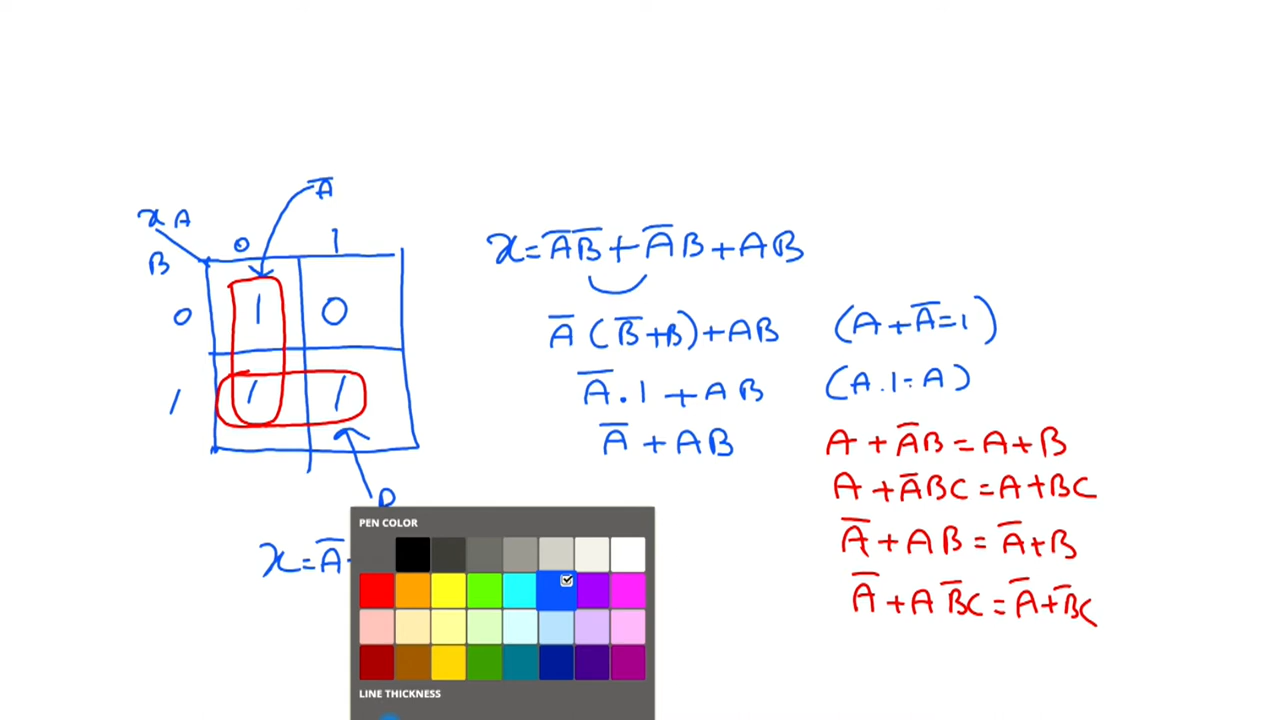 A̅
x A
0 1
B
0 1 0
1 1 1
B
x = A̅
x = A̅B̅ + A̅B + AB
A̅ (B̅ + B) + AB (A + A̅ = 1)
A̅ . 1 + AB (A . 1 = A)
A̅ + AB
A + A̅B = A + B
A + A̅BC = A + BC
A̅ + AB = A̅ + B
A̅ + AB̅C = A̅ + B̅C
PEN COLOR
LINE THICKNESS